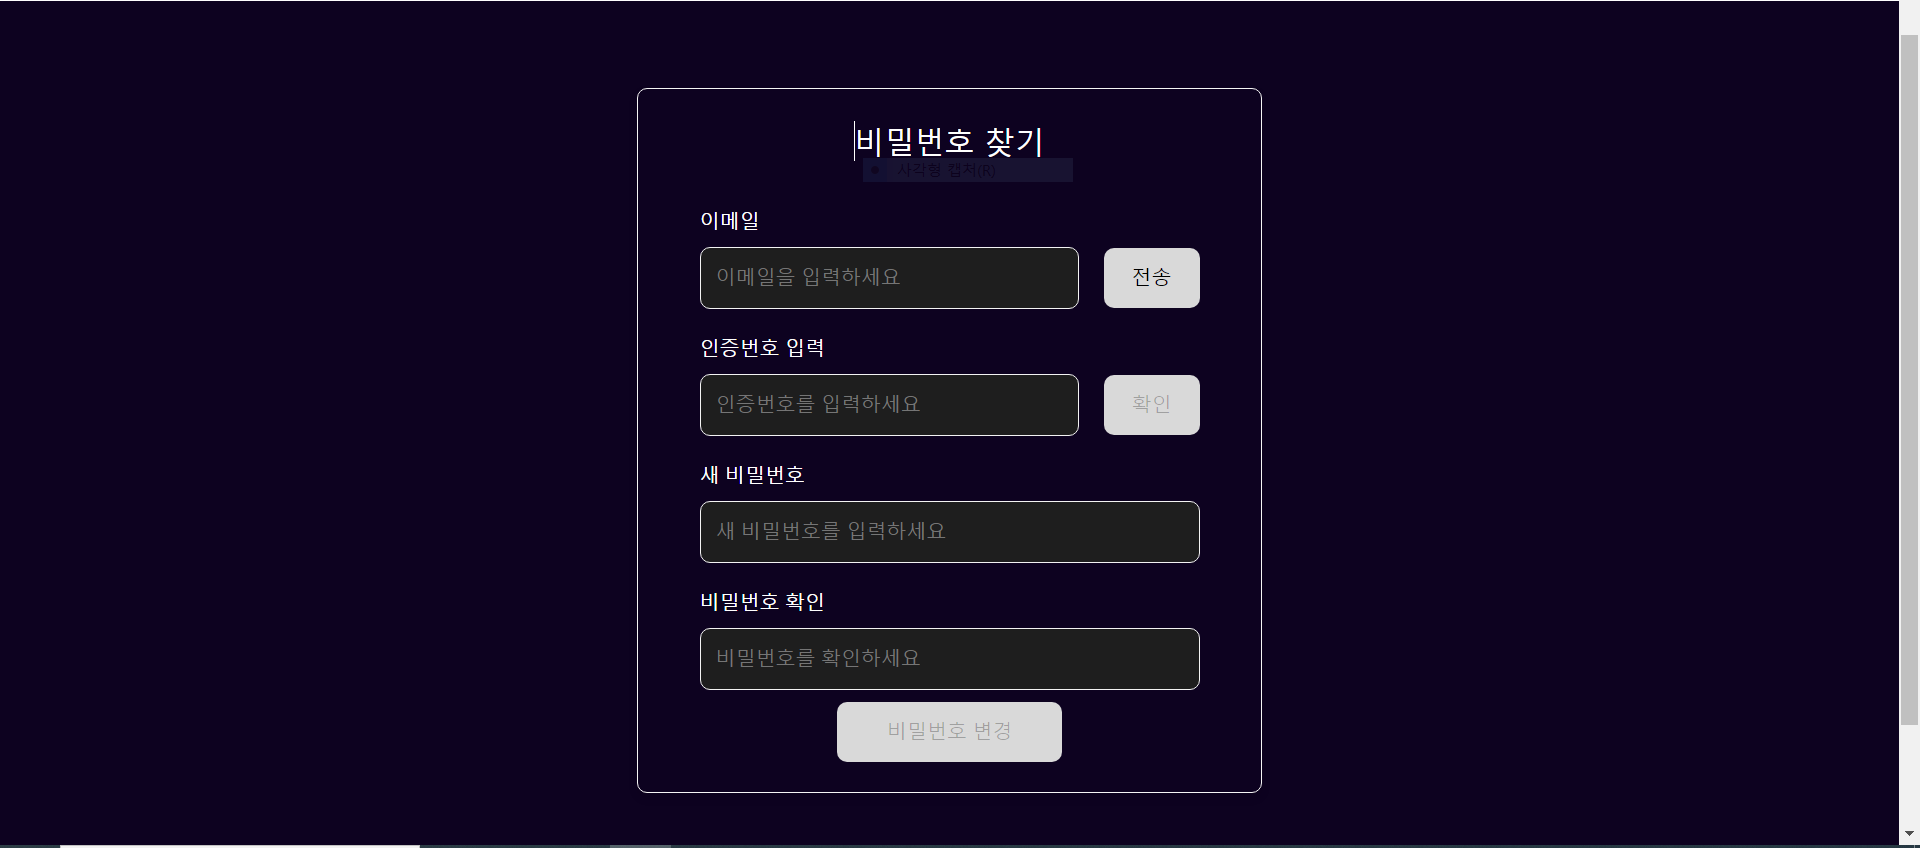 비밀번호 찾기
사각형 캡처(R)
이메일
이메일을 입력하세요
전송
인증번호 입력
인증번호를 입력하세요
확인
새 비밀번호
새 비밀번호를 입력하세요
비밀번호 확인
비밀번호를 확인하세요
비밀번호 변경